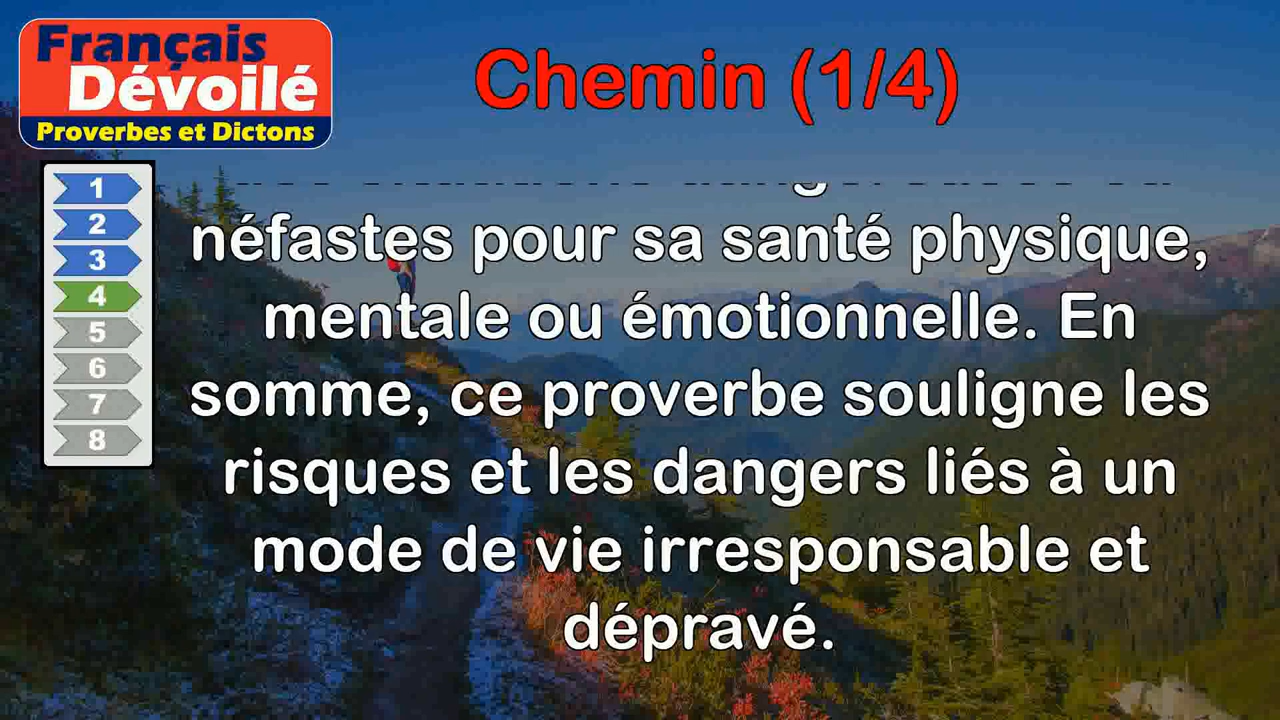 Français
Dévoilé
Proverbes et Dictons
Chemin (1/4)
1
2
3
4
5
6
7
8
néfastes pour sa santé physique,
mentale ou émotionnelle. En
somme, ce proverbe souligne les
risques et les dangers liés à un
mode de vie irresponsable et
dépravé.